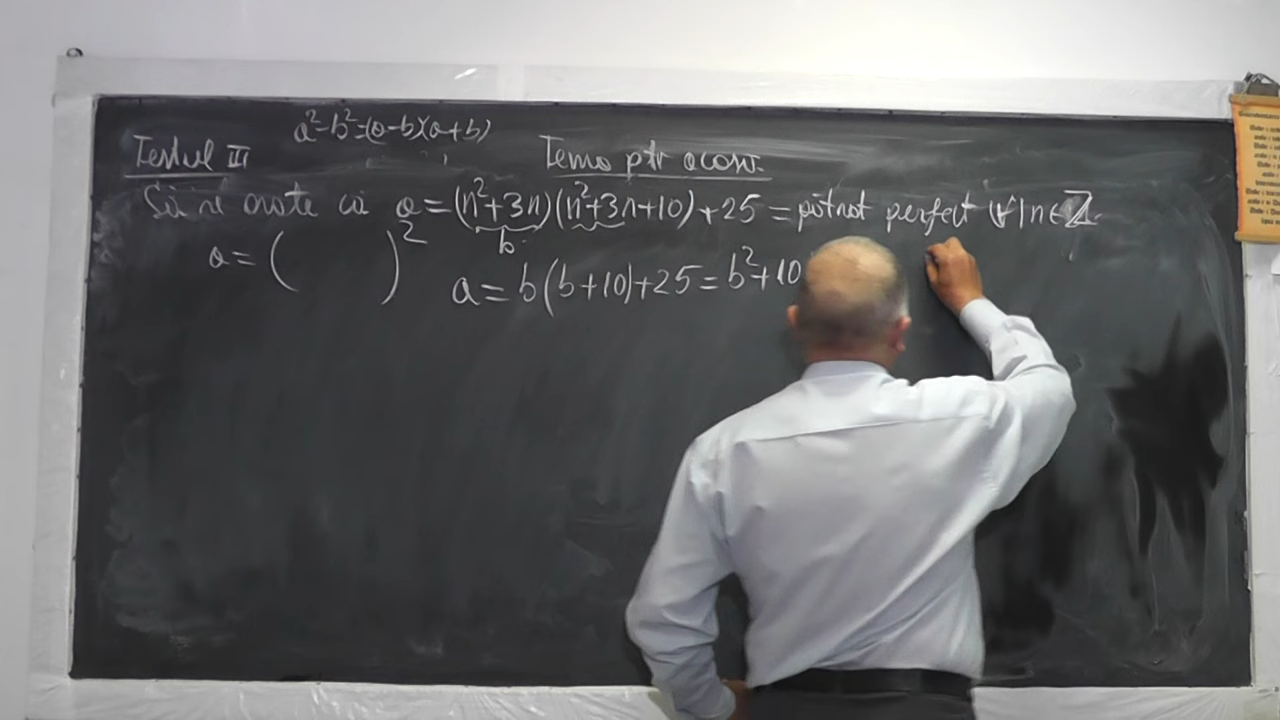 a²-b²=(a-b)(a+b)
Testul III
Temă ptr acasă.
Să se arate că a=(n²+3n)(n²+3n+10)+25=pătrat perfect (∀)n∈ℤ.
b
a=( )²
a=b(b+10)+25=b²+10